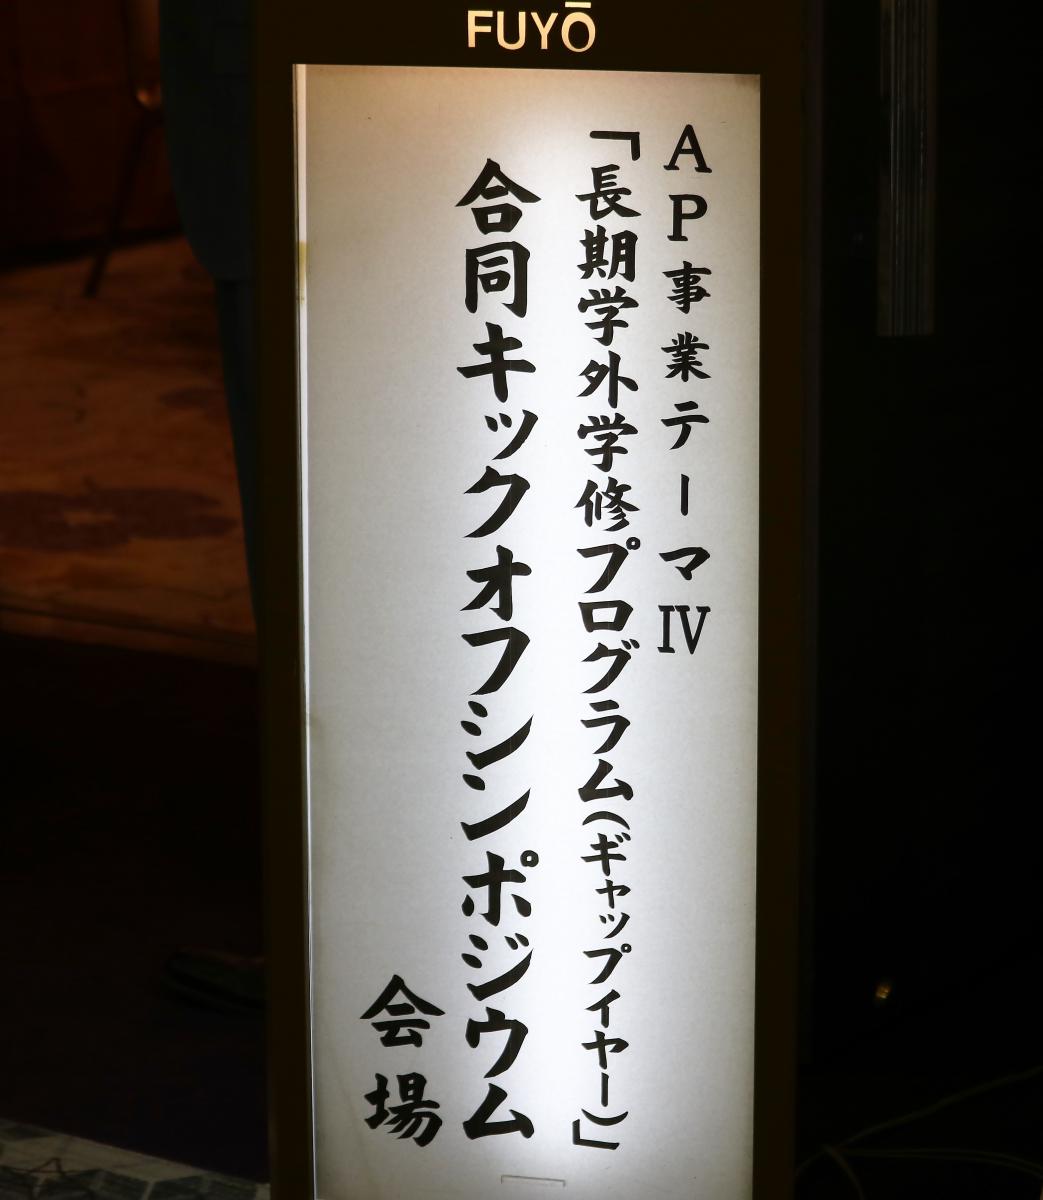 FUYŌ
AP事業テーマⅣ
「長期学外学修プログラム(ギャップイヤー)」
合同キックオフシンポジウム
会場